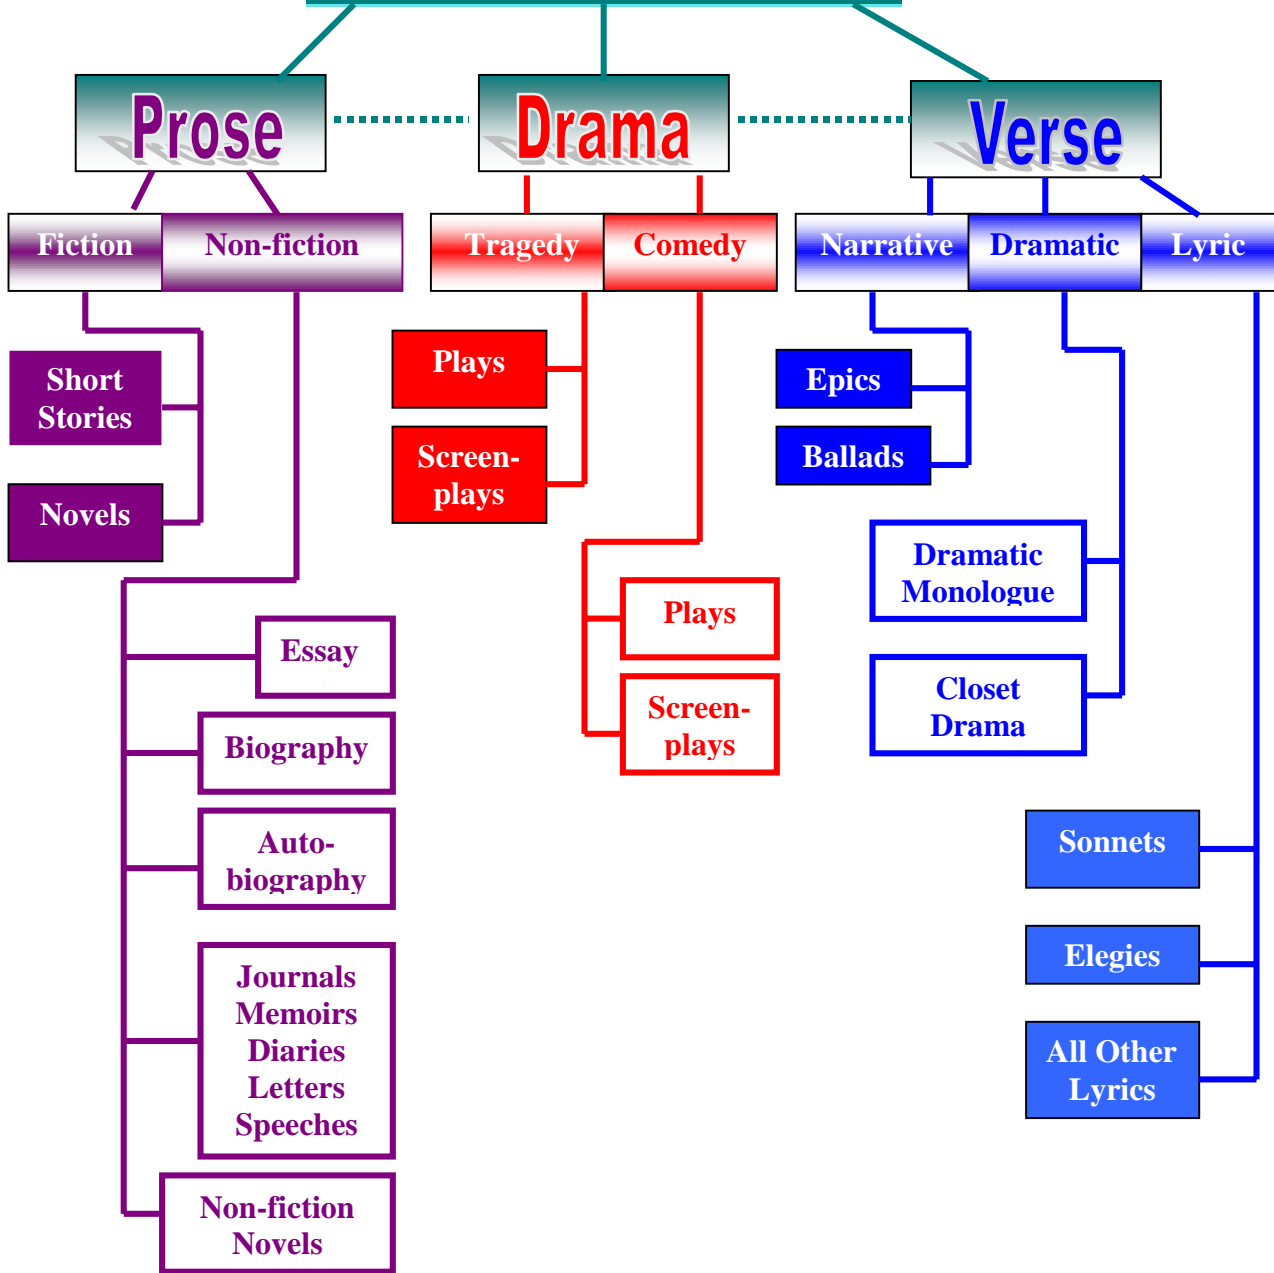 Prose
Drama
Verse
Fiction
Non-fiction
Tragedy
Comedy
Narrative
Dramatic
Lyric
Short
Stories
Novels
Essay
Biography
Auto-
biography
Journals
Memoirs
Diaries
Letters
Speeches
Non-fiction
Novels
Plays
Screen-
plays
Plays
Screen-
plays
Epics
Ballads
Dramatic
Monologue
Closet
Drama
Sonnets
Elegies
All Other
Lyrics